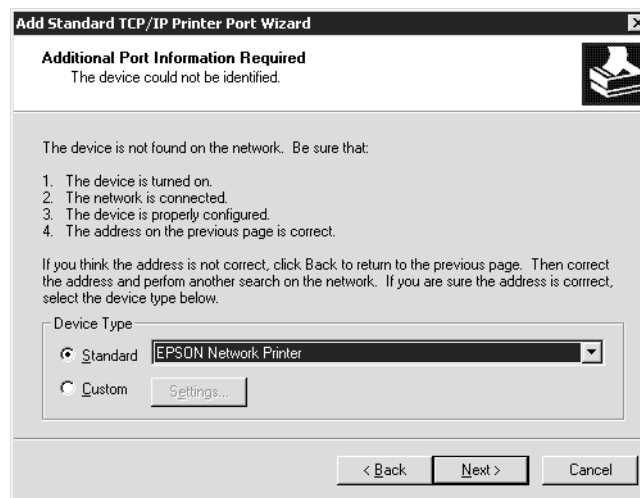 Add Standard TCP/IP Printer Port Wizard
Additional Port Information Required
The device could not be identified.
The device is not found on the network.  Be sure that:
1.  The device is turned on.
2.  The network is connected.
3.  The device is properly configured.
4.  The address on the previous page is correct.
If you think the address is not correct, click Back to return to the previous page.  Then correct
the address and perfom another search on the network.  If you are sure the address is corrrect,
select the device type below.
Device Type
Standard EPSON Network Printer
Custom Settings...
< Back Next > Cancel